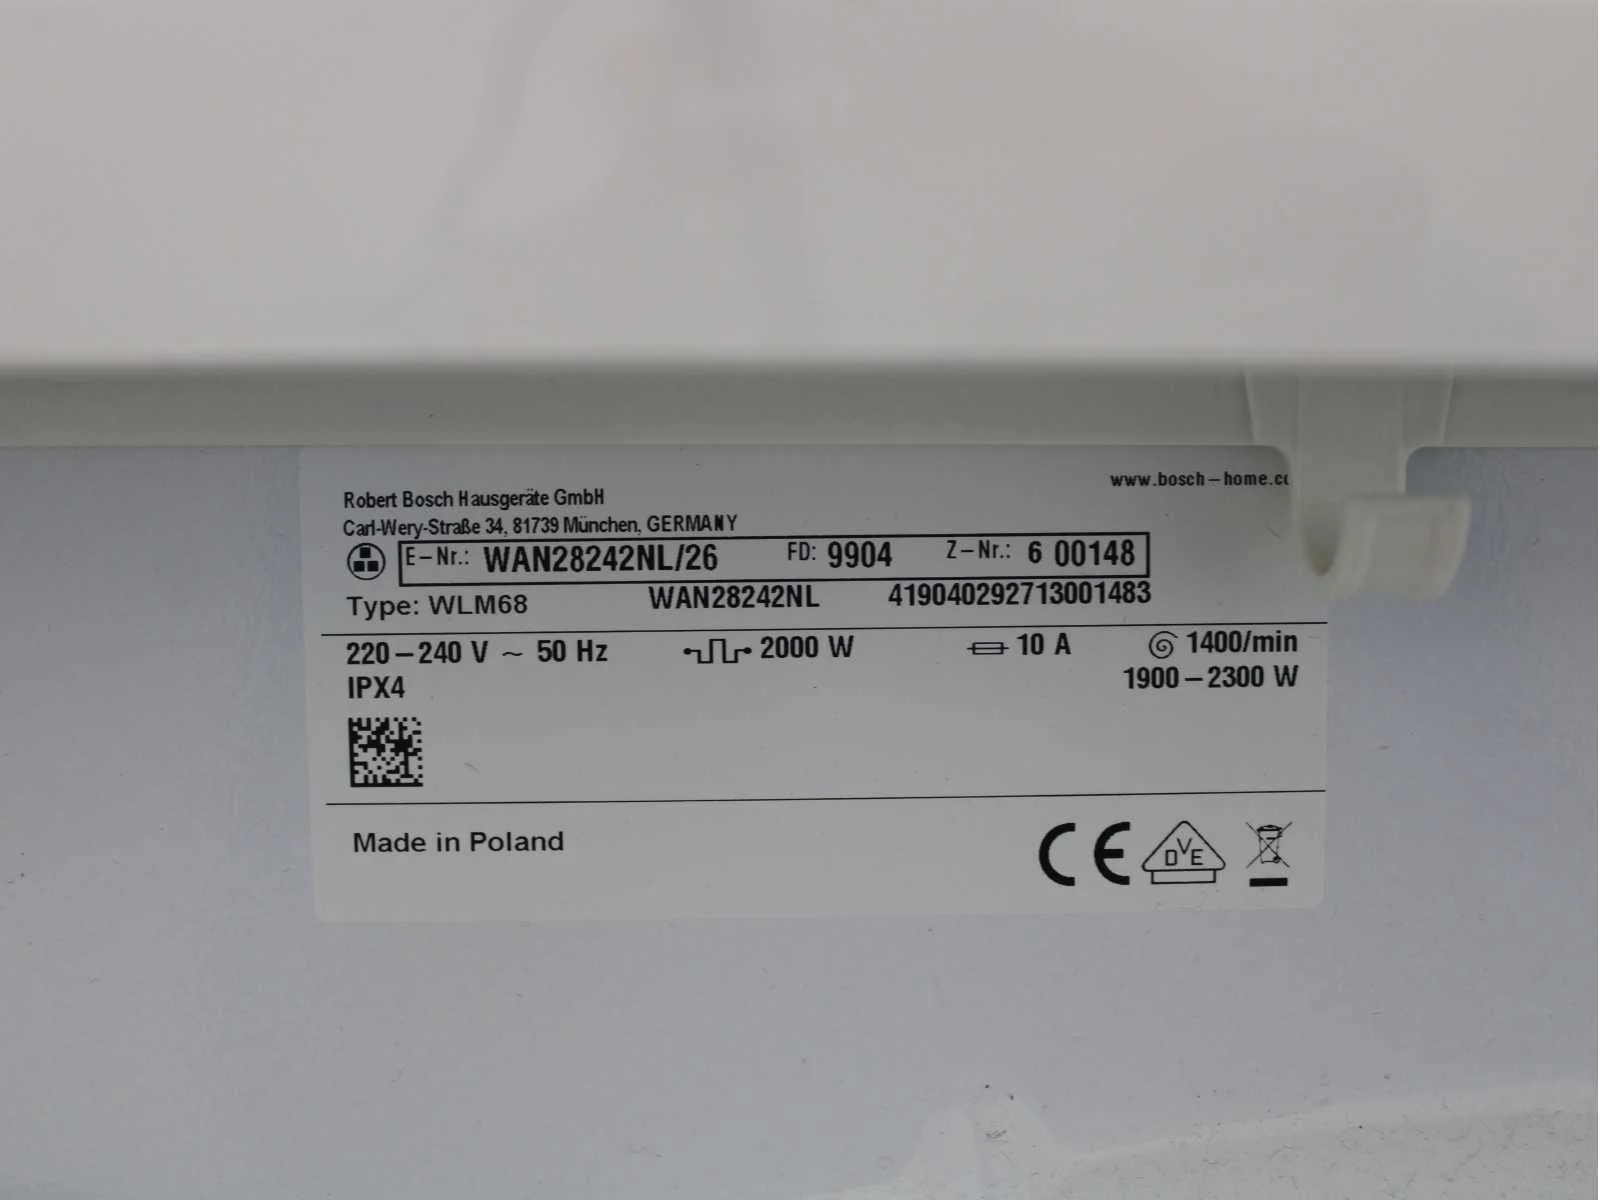 www.bosch-home.c
Robert Bosch Hausgeräte GmbH
Carl-Wery-Straße 34, 81739 München, GERMANY
E-Nr.: WAN28242NL/26 FD: 9904 Z-Nr.: 6 00148
Type: WLM68 WAN28242NL 419040292713001483
220-240 V ~ 50 Hz 2000 W 10 A 1400/min
IPX4 1900-2300 W
Made in Poland CE DVE